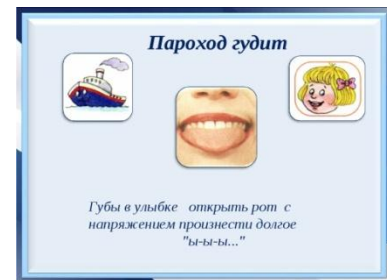 Пароход гудит
Губы в улыбке открыть рот с
напряжением произнести долгое
"ы-ы-ы..."